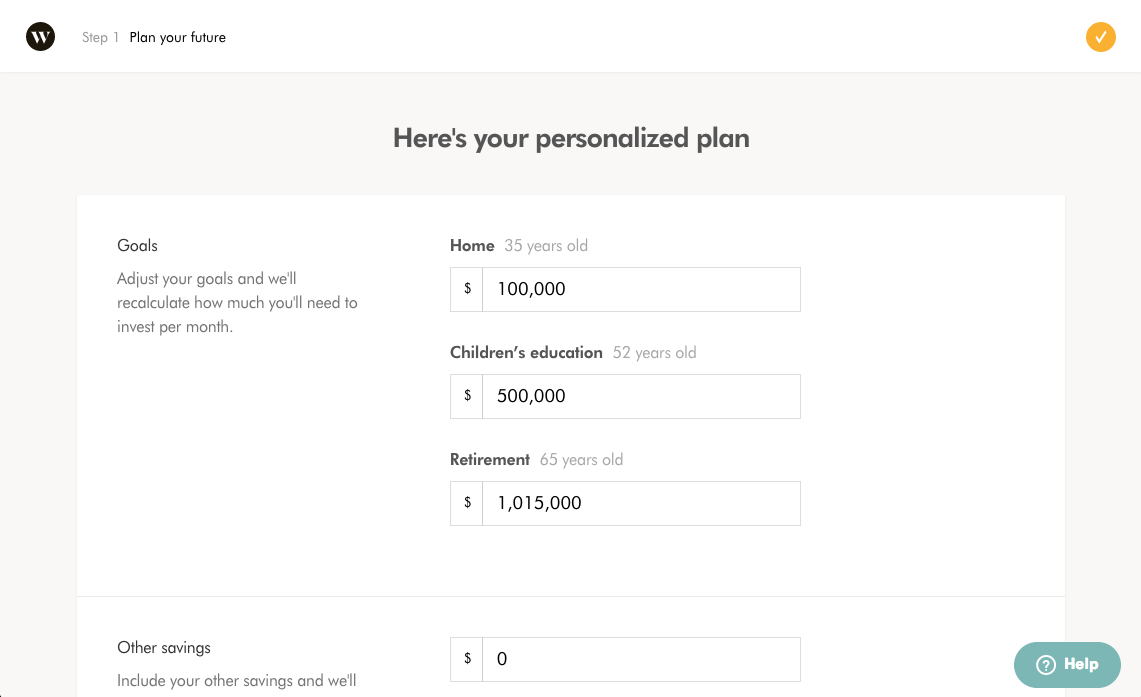 W
Step 1 Plan your future
Here's your personalized plan
Goals
Adjust your goals and we'll
recalculate how much you'll need to
invest per month.
Home 35 years old
$ 100,000
Children’s education 52 years old
$ 500,000
Retirement 65 years old
$ 1,015,000
Other savings
Include your other savings and we'll
$ 0
? Help